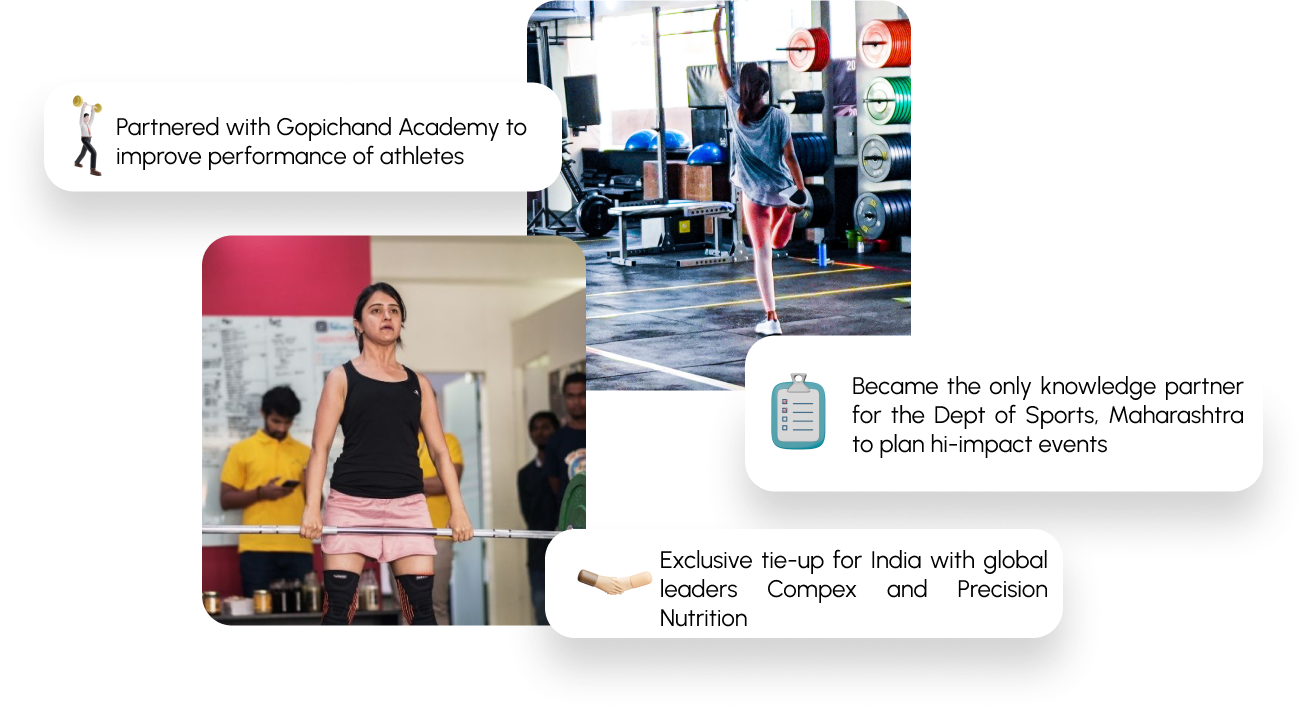 Partnered with Gopichand Academy to
improve performance of athletes
Became the only knowledge partner
for the Dept of Sports, Maharashtra
to plan hi-impact events
Exclusive tie-up for India with global
leaders Compex and Precision
Nutrition